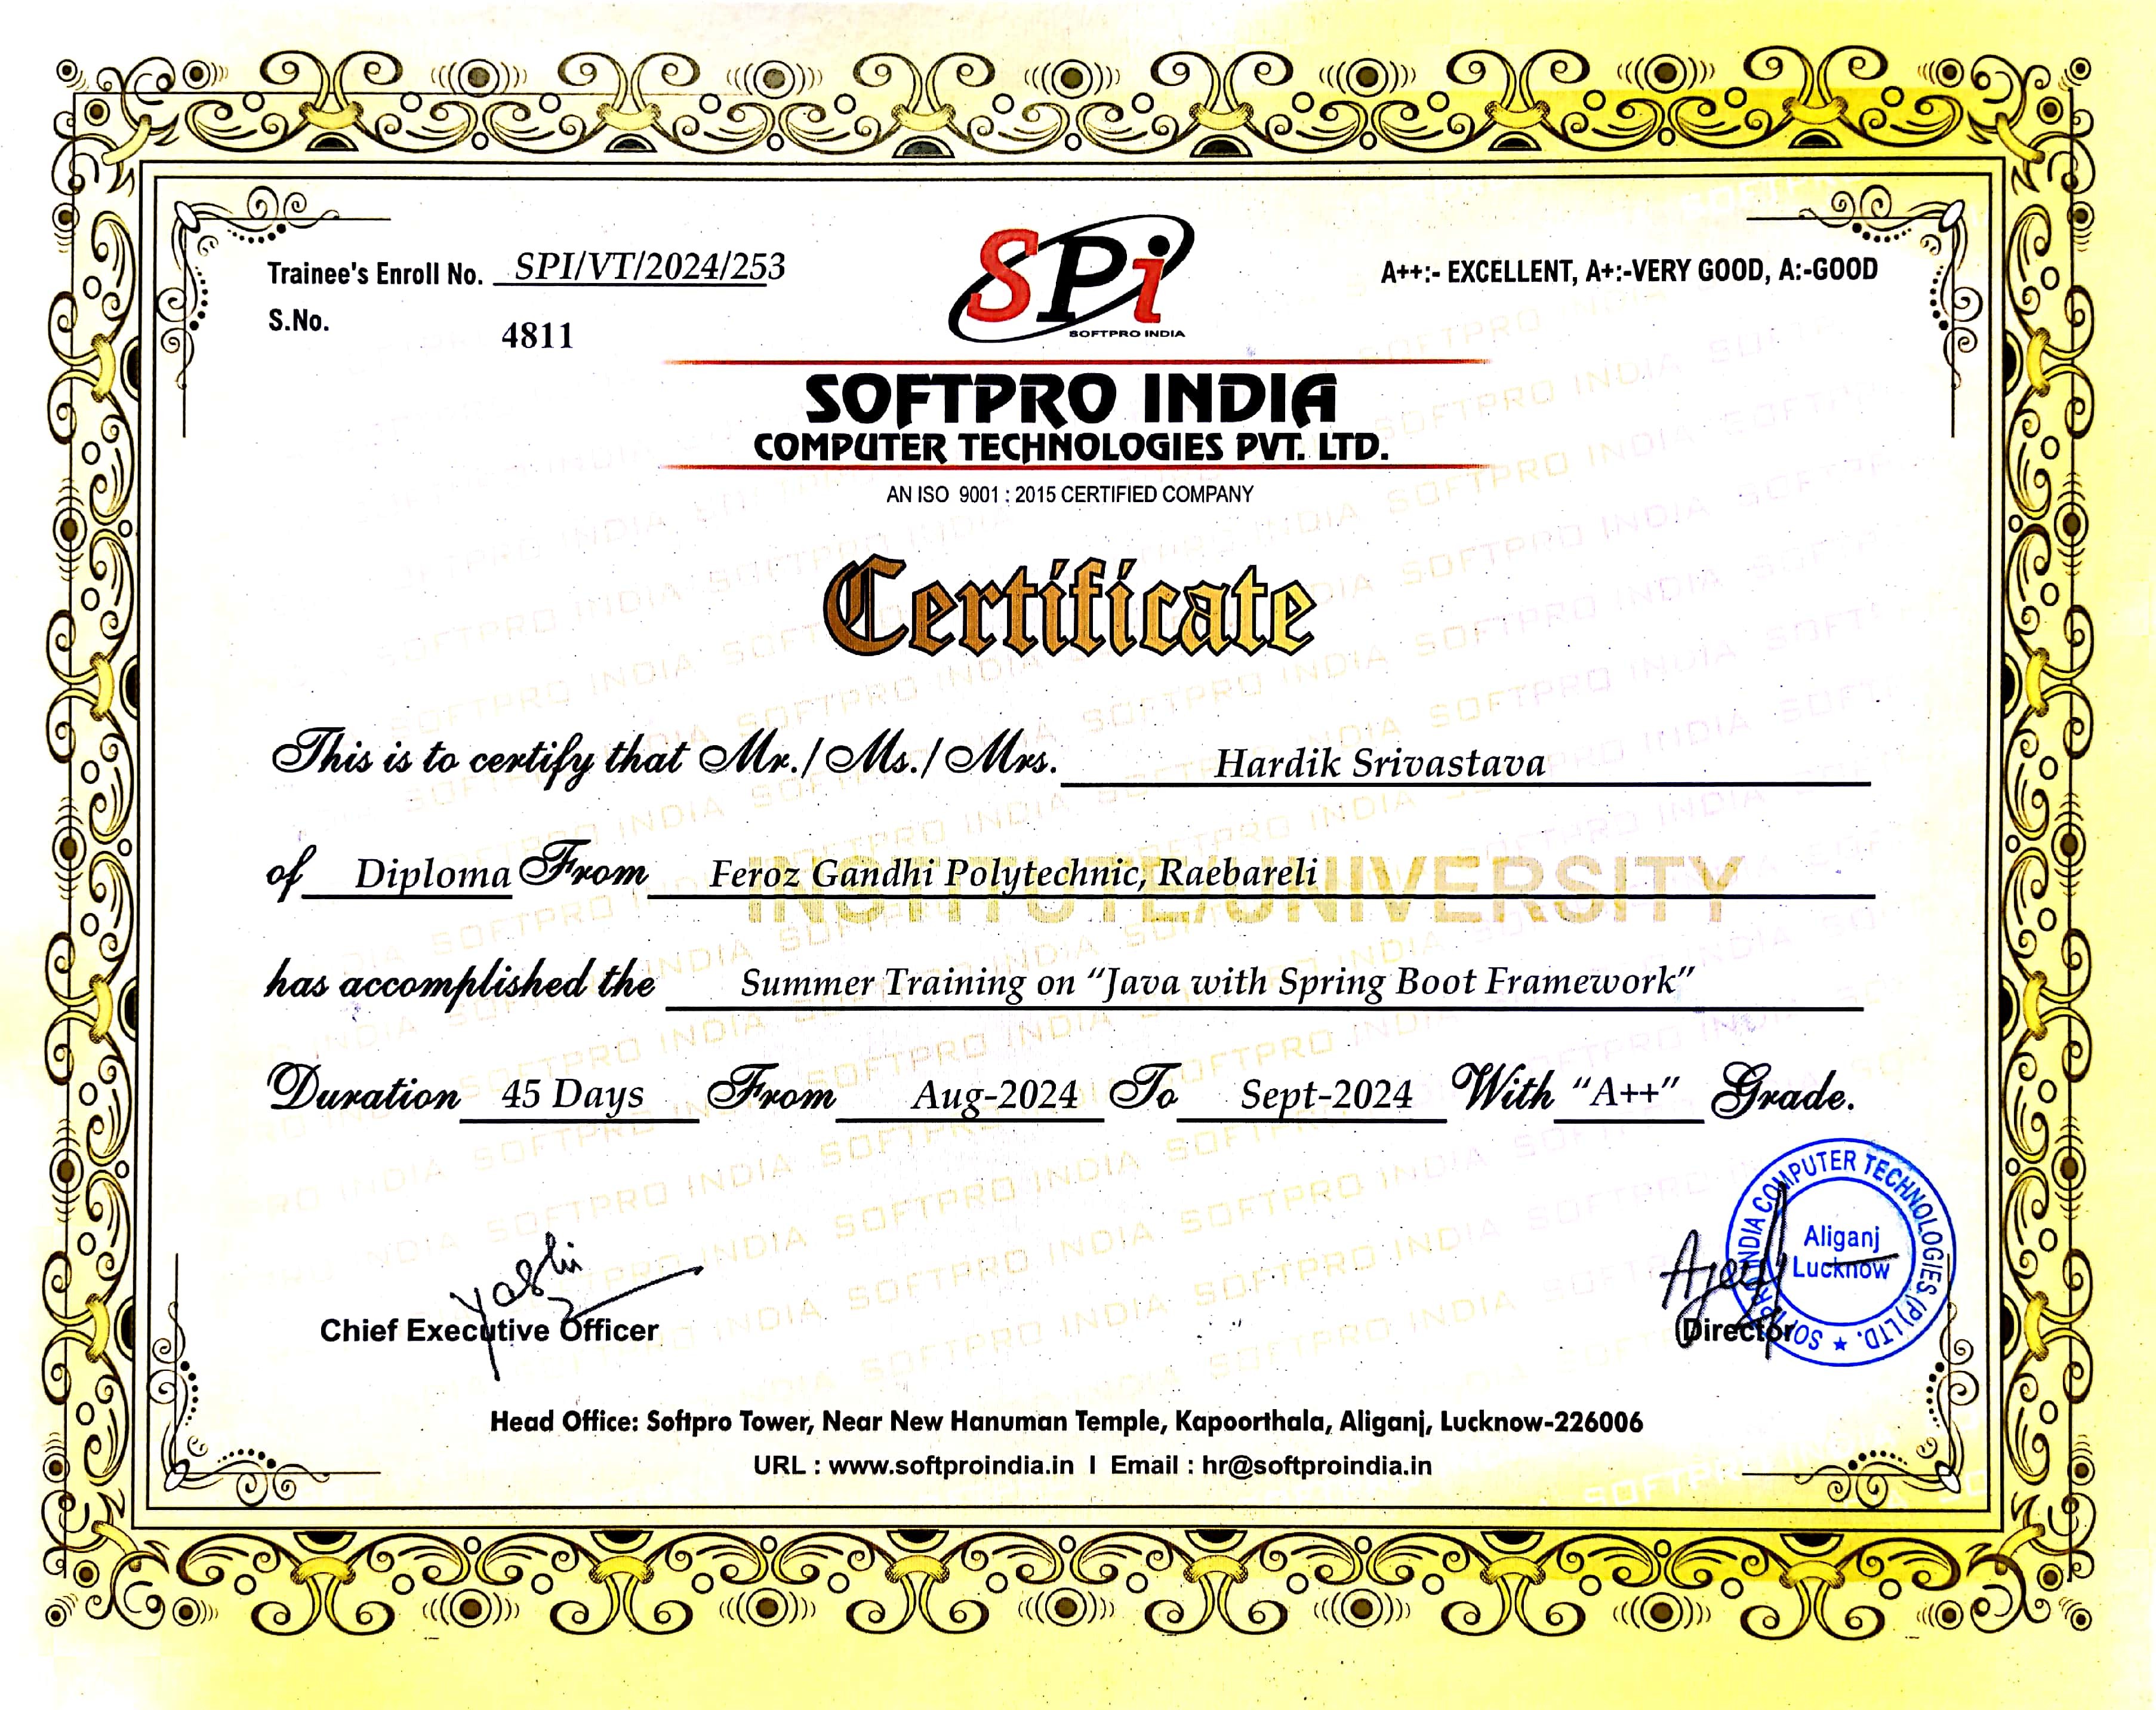 Trainee's Enroll No. SPI/VT/2024/253
S.No. 4811
SPi
SOFTPRO INDIA
A++:- EXCELLENT, A+:-VERY GOOD, A:-GOOD
SOFTPRO INDIA
COMPUTER TECHNOLOGIES PVT. LTD.
AN ISO 9001 : 2015 CERTIFIED COMPANY
Certificate
This is to certify that Mr./Ms./Mrs. Hardik Srivastava
of Diploma From Feroz Gandhi Polytechnic, Raebareli
INSTITUTE/UNIVERSITY
has accomplished the Summer Training on “Java with Spring Boot Framework”
Duration 45 Days From Aug-2024 To Sept-2024 With “A++” Grade.
Yashi
Chief Executive Officer
Director
SOFTPRO INDIA COMPUTER TECHNOLOGIES (P) LTD.
Aliganj
Lucknow
Head Office: Softpro Tower, Near New Hanuman Temple, Kapoorthala, Aliganj, Lucknow-226006
URL : www.softproindia.in I Email : hr@softproindia.in